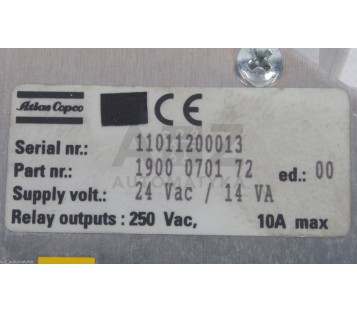 Atlas Copco
CE
Serial nr.: 11011200013
Part nr.: 1900 0701 72 ed.: 00
Supply volt.: 24 Vac / 14 VA
Relay outputs : 250 Vac, 10A max